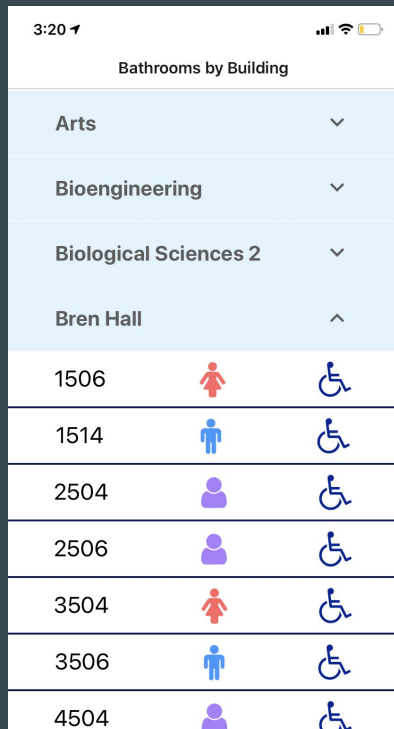 3:20
Bathrooms by Building
Arts
Bioengineering
Biological Sciences 2
Bren Hall
1506
1514
2504
2506
3504
3506
4504